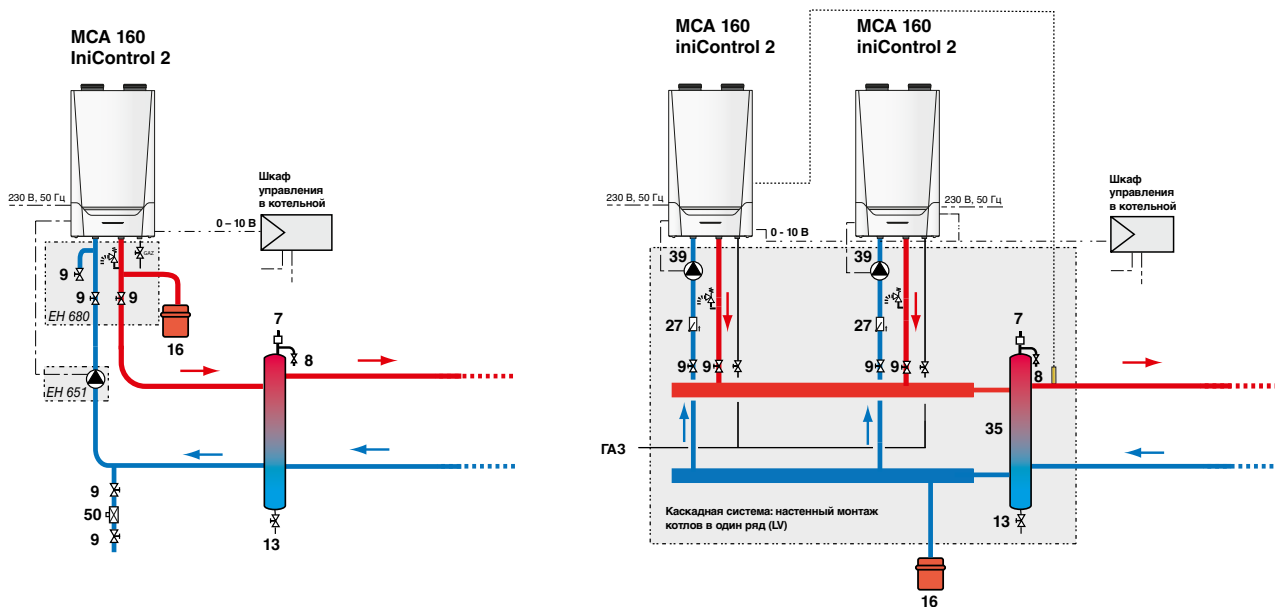 MCA 160
IniControl 2
230 В, 50 Гц
Шкаф
управления
в котельной
0 – 10 В
GAZ
9
9
9
EH 680
16
7
8
EH 651
9
50
9
13
MCA 160
iniControl 2
MCA 160
iniControl 2
230 В, 50 Гц
230 В, 50 Гц
Шкаф
управления
в котельной
0 - 10 В
39
39
27
27
7
9
9
9
9
8
35
ГАЗ
Каскадная система: настенный монтаж
котлов в один ряд (LV)
13
16